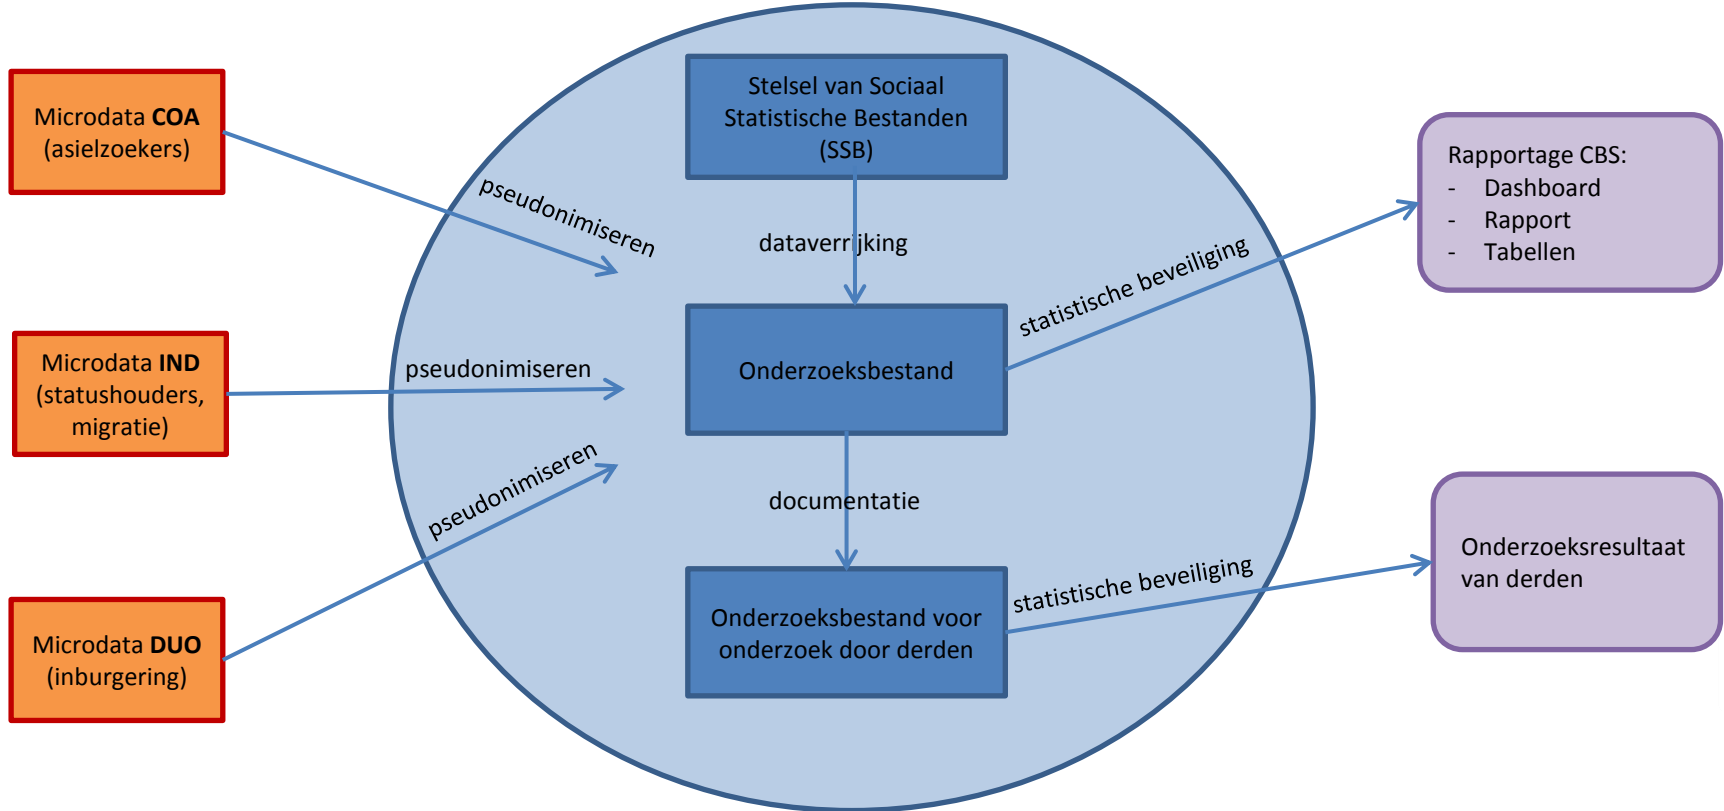 Microdata COA
(asielzoekers)
pseudonimiseren
Microdata IND
(statushouders,
migratie)
pseudonimiseren
Microdata DUO
(inburgering)
pseudonimiseren
Stelsel van Sociaal
Statistische Bestanden
(SSB)
dataverrijking
Onderzoeksbestand
documentatie
Onderzoeksbestand voor
onderzoek door derden
statistische beveiliging
Rapportage CBS:
- Dashboard
- Rapport
- Tabellen
statistische beveiliging
Onderzoeksresultaat
van derden